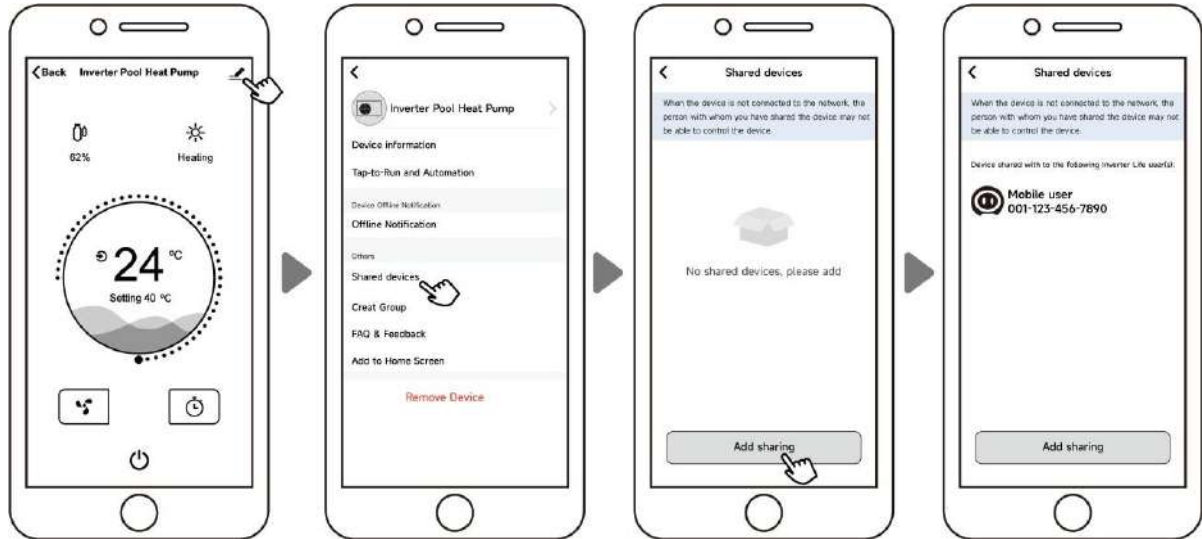 Back Inverter Pool Heat Pump
62%
Heating
24 °C
Setting 40 °C
Inverter Pool Heat Pump
Device information
Tap-to-Run and Automation
Device Offline Notification
Offline Notification
Others
Shared devices
Creat Group
FAQ & Feedback
Add to Home Screen
Remove Device
Shared devices
When the device is not connected to the network, the
person with whom you have shared the device may not
be able to control the device.
No shared devices, please add
Add sharing
Shared devices
When the device is not connected to the network, the
person with whom you have shared the device may not
be able to control the device.
Device shared with to the following Inverter Life user(s):
Mobile user
001-123-456-7890
Add sharing